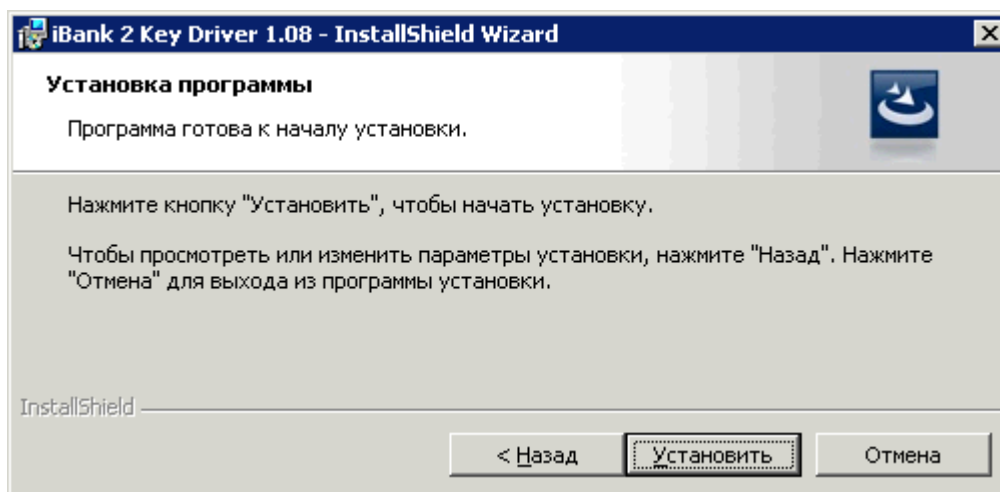 iBank 2 Key Driver 1.08 - InstallShield Wizard
Установка программы
Программа готова к началу установки.
Нажмите кнопку "Установить", чтобы начать установку.
Чтобы просмотреть или изменить параметры установки, нажмите "Назад". Нажмите
"Отмена" для выхода из программы установки.
InstallShield
< Назад Установить Отмена